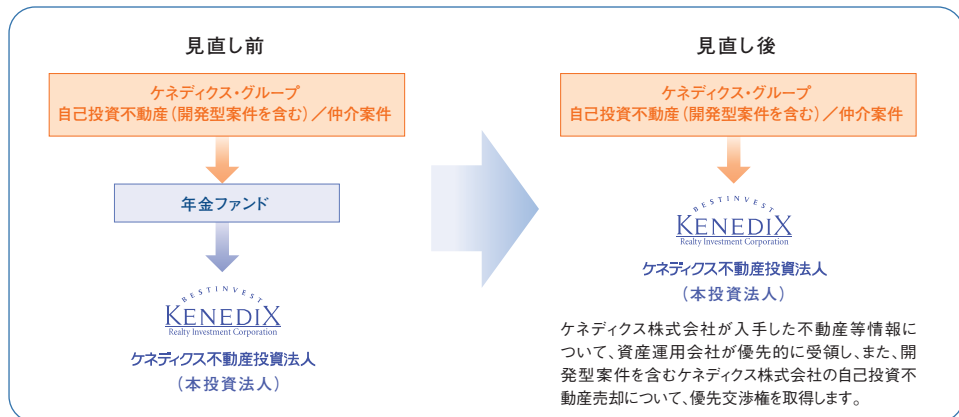 見直し前
ケネディクス・グループ
自己投資不動産(開発型案件を含む)/仲介案件
年金ファンド
BESTINVEST
KENEDIX
Realty Investment Corporation
ケネディクス不動産投資法人
(本投資法人)
見直し後
ケネディクス・グループ
自己投資不動産(開発型案件を含む)/仲介案件
BESTINVEST
KENEDIX
Realty Investment Corporation
ケネディクス不動産投資法人
(本投資法人)
ケネディクス株式会社が入手した不動産等情報に
ついて、資産運用会社が優先的に受領し、また、開
発型案件を含むケネディクス株式会社の自己投資不
動産売却について、優先交渉権を取得します。